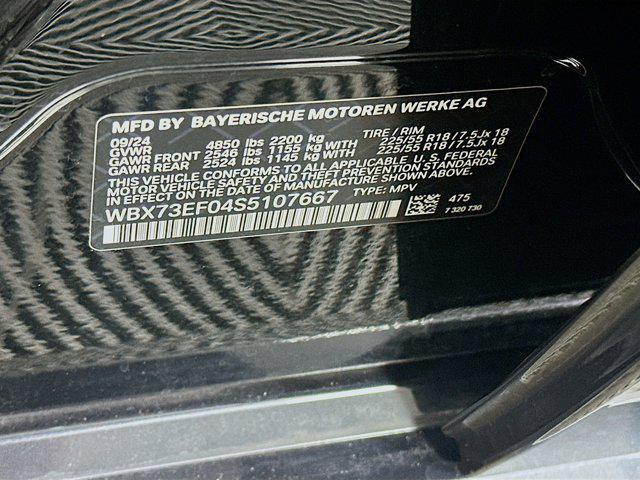 MFD BY BAYERISCHE MOTOREN WERKE AG
09/24 TIRE / RIM
GVWR 4850 lbs 2200 kg
GAWR FRONT 2546 lbs 1155 kg WITH 225/55 R18 / 7.5Jx 18
GAWR REAR 2524 lbs 1145 kg WITH 225/55 R18 / 7.5Jx 18
THIS VEHICLE CONFORMS TO ALL APPLICABLE U.S. FEDERAL
MOTOR VEHICLE SAFETY AND THEFT PREVENTION STANDARDS
IN EFFECT ON THE DATE OF MANUFACTURE SHOWN ABOVE.
WBX73EF04S5107667 TYPE: MPV
475
7 320 730